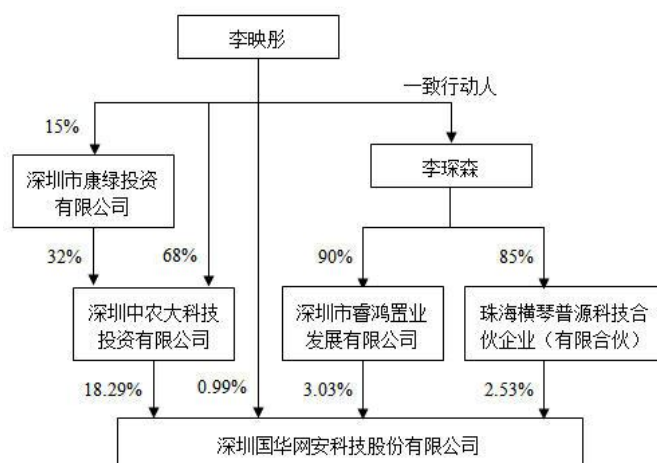 李映彤
一致行动人
15%
深圳市康绿投资
有限公司
李琛森
32%
68%
90%
85%
深圳中农大科技
投资有限公司
深圳市睿鸿置业
发展有限公司
珠海横琴普源科技合
伙企业（有限合伙）
18.29%
0.99%
3.03%
2.53%
深圳国华网安科技股份有限公司